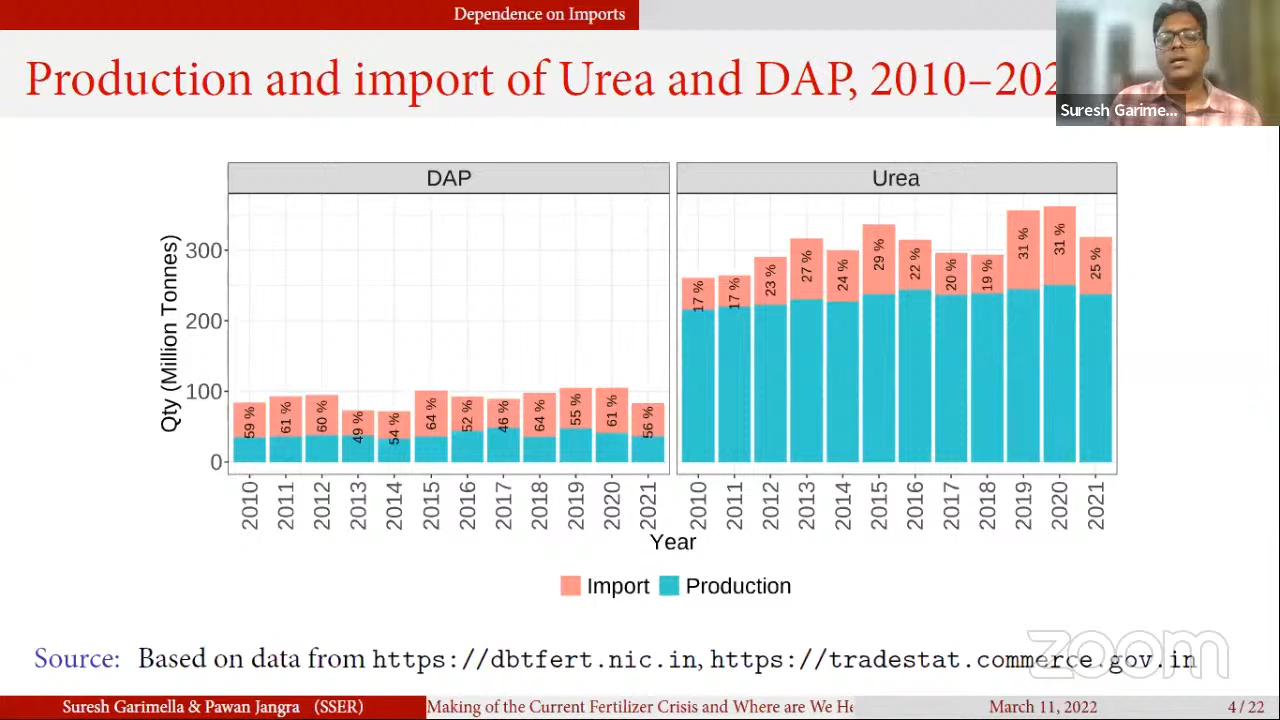 Dependence on Imports
Production and import of Urea and DAP, 2010–202
Suresh Garime...
DAP
Urea
Qty (Million Tonnes)
300
200
100
0
59 %
61 %
60 %
49 %
54 %
64 %
52 %
46 %
64 %
55 %
61 %
56 %
17 %
17 %
23 %
27 %
24 %
29 %
22 %
20 %
19 %
31 %
31 %
25 %
2010 2011 2012 2013 2014 2015 2016 2017 2018 2019 2020 2021
2010 2011 2012 2013 2014 2015 2016 2017 2018 2019 2020 2021
Year
Import Production
zoom
Source: Based on data from https://dbtfert.nic.in, https://tradestat.commerce.gov.in
Suresh Garimella & Pawan Jangra (SSER) Making of the Current Fertilizer Crisis and Where are We He March 11, 2022 4 / 22